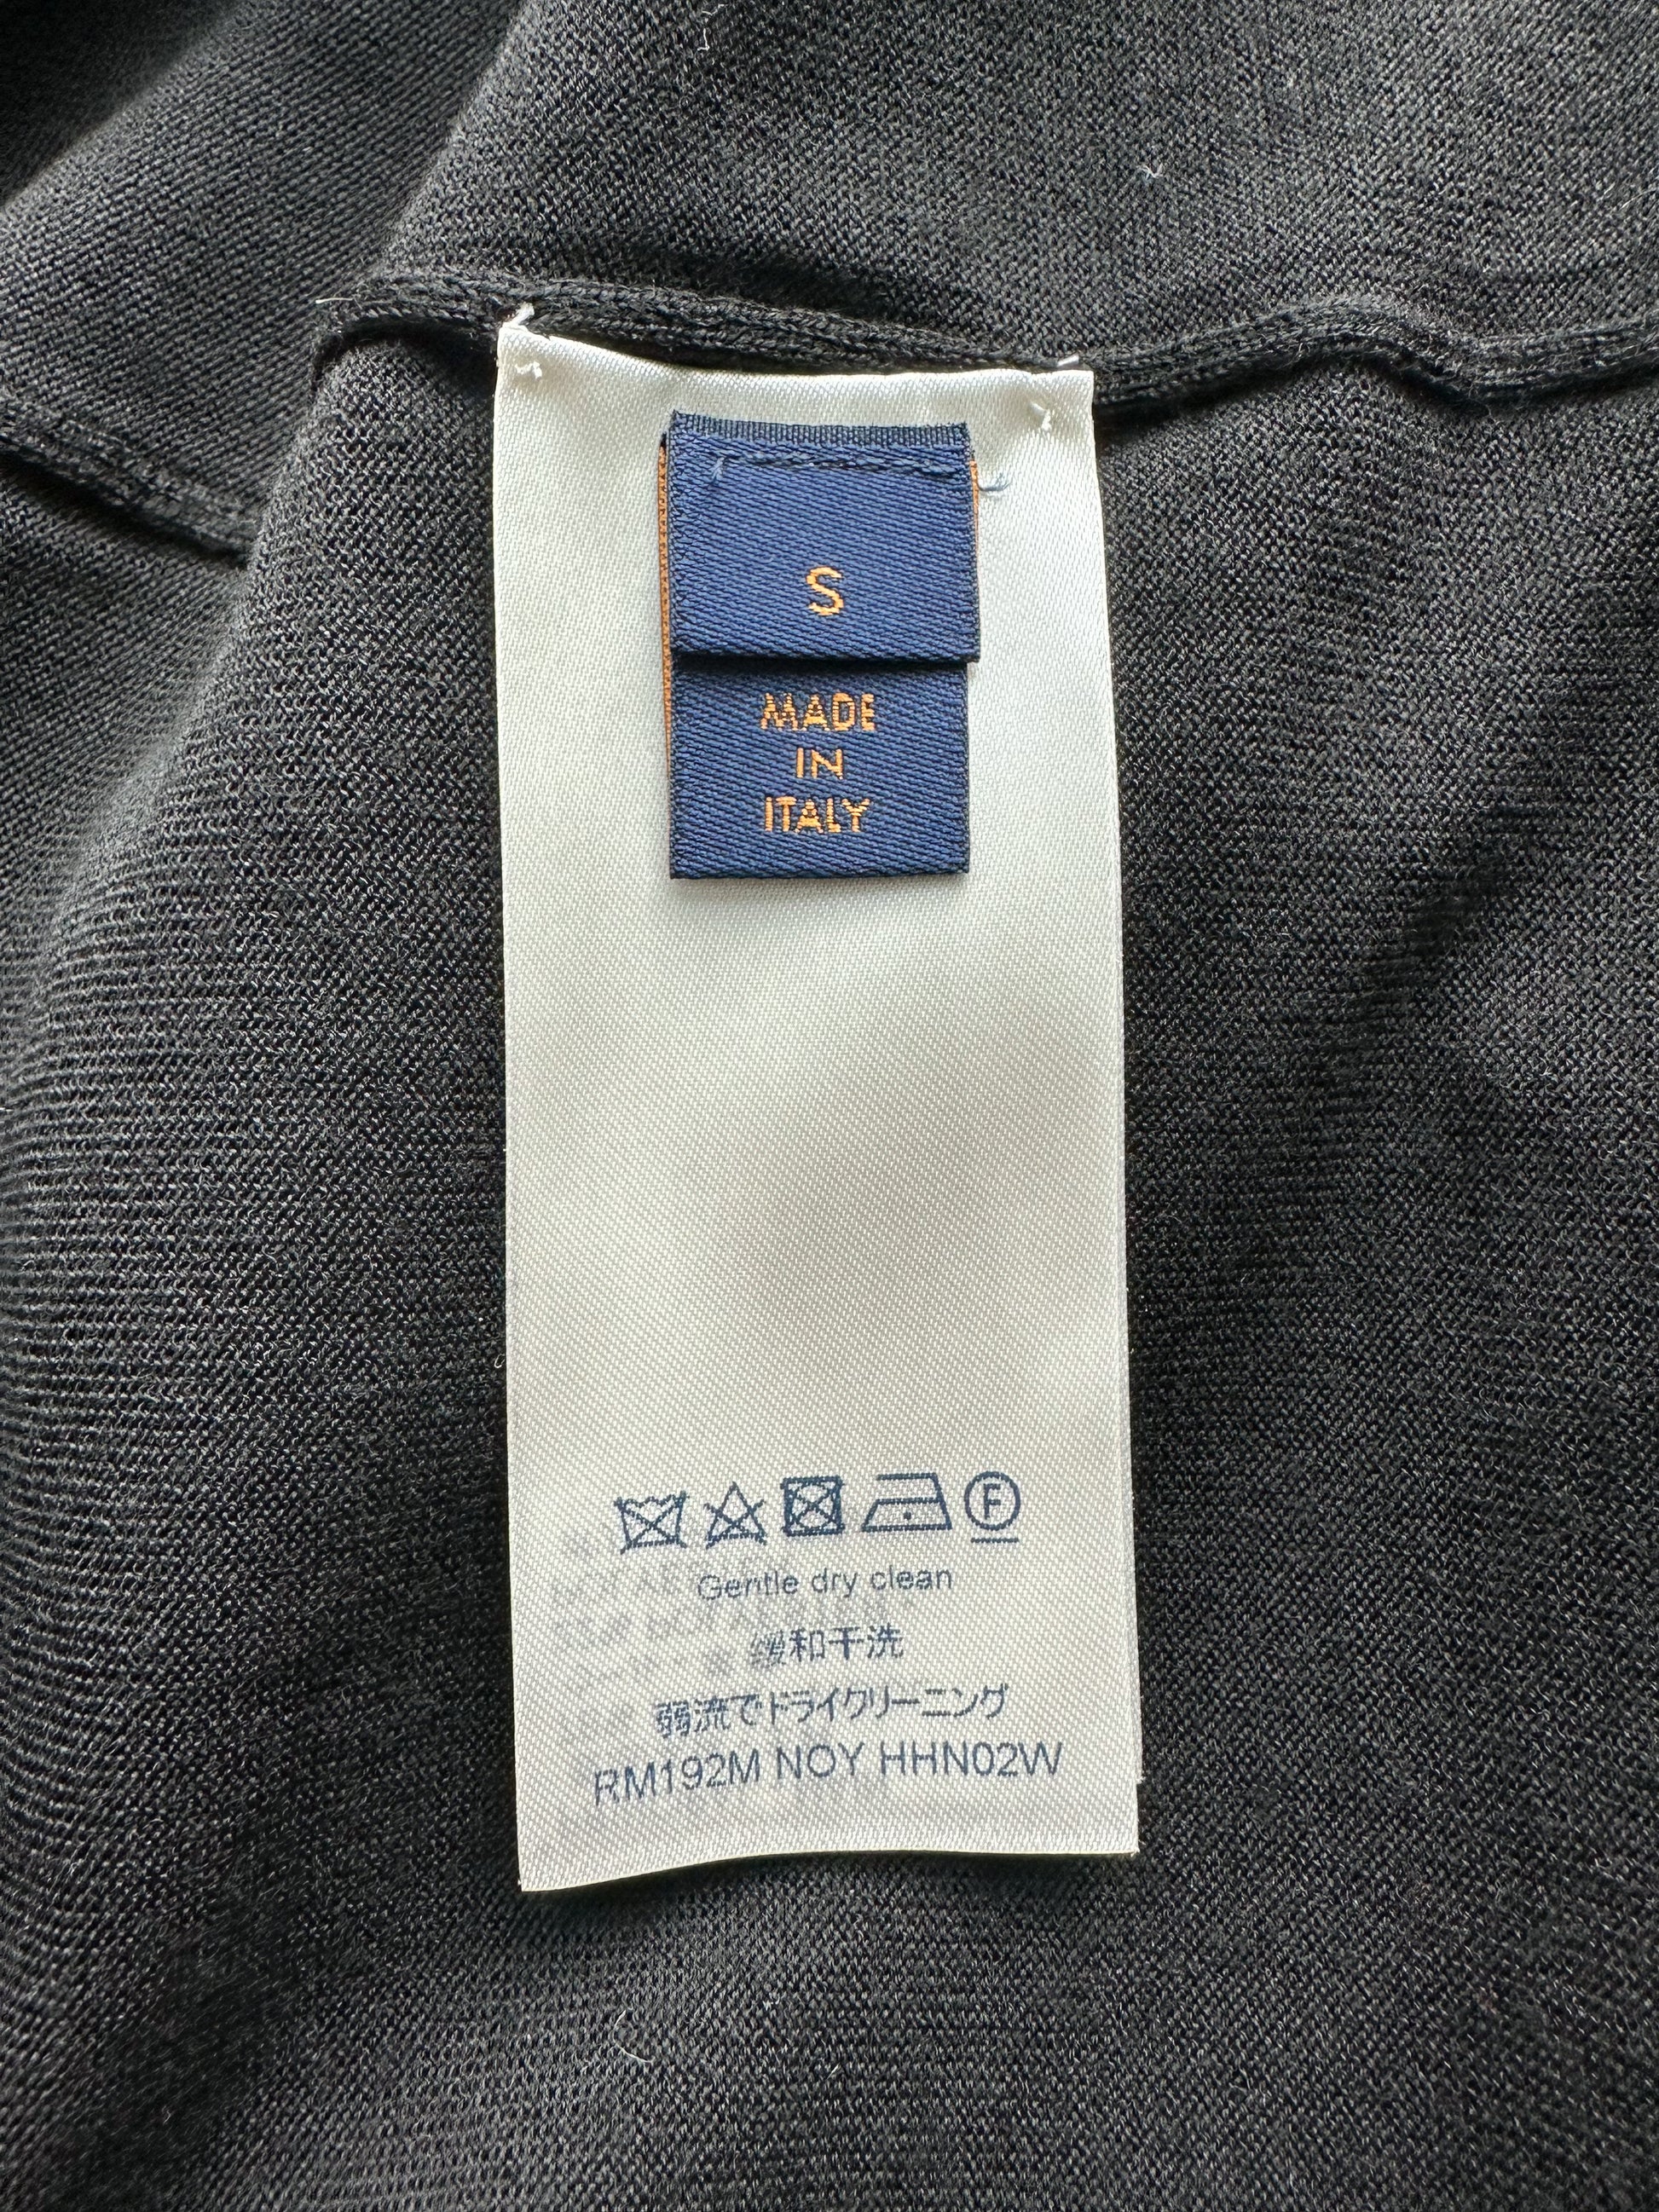 S
MADE
IN
ITALY
F
Gentle dry clean
缓和干洗
弱流でドライクリーニング
RM192M NOY HHN02W